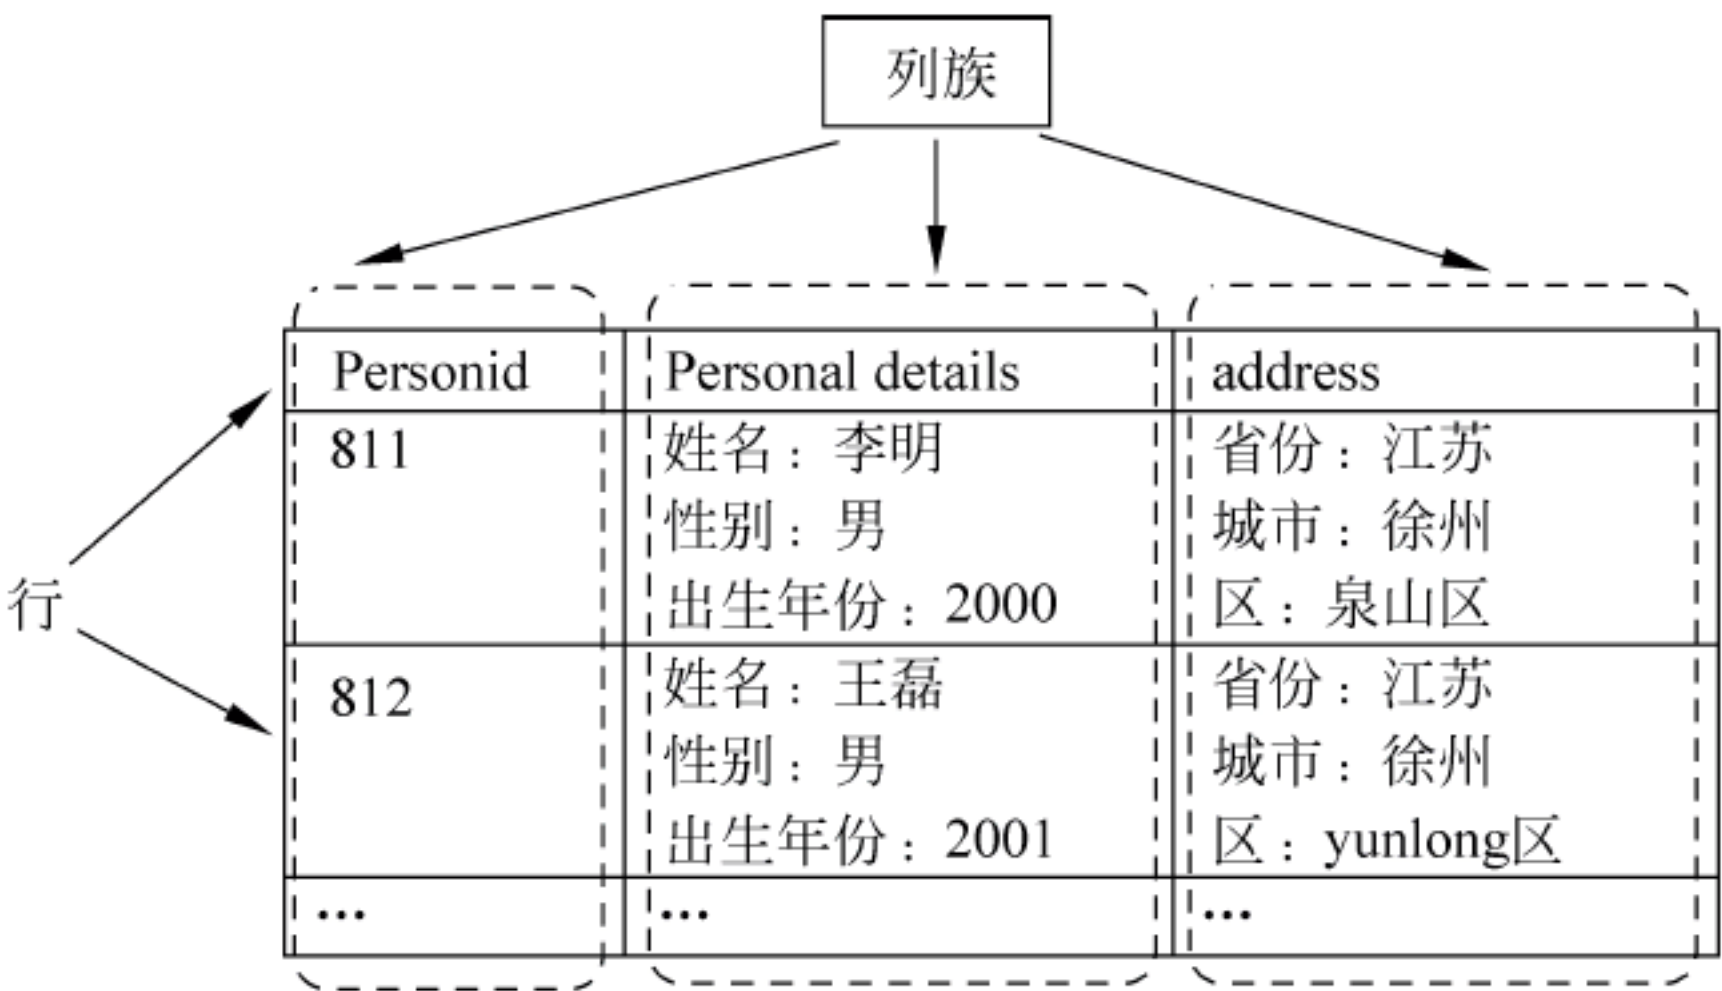 列族
Personid
Personal details
address
行
811
姓名：李明
性别：男
出生年份：2000
省份：江苏
城市：徐州
区：泉山区
812
姓名：王磊
性别：男
出生年份：2001
省份：江苏
城市：徐州
区：yunlong区
…
…
…